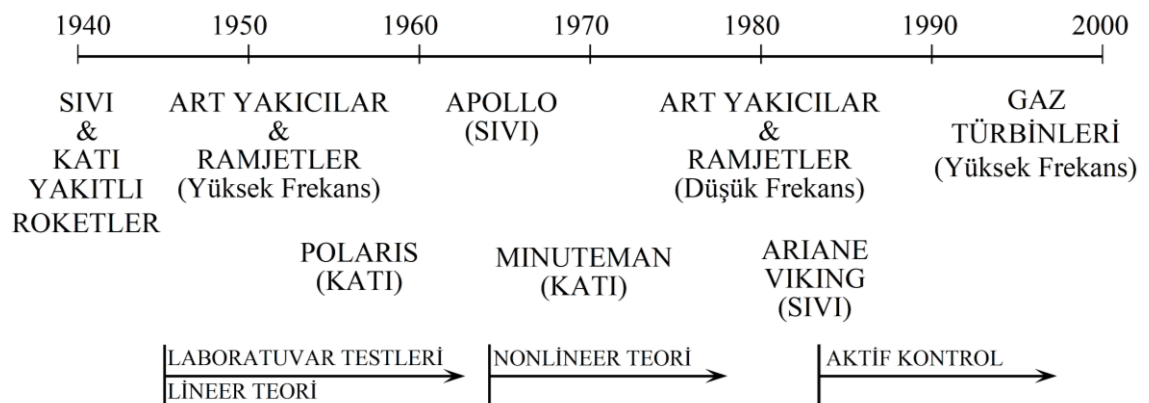 1940 1950 1960 1970 1980 1990 2000
SIVI
&
KATI
YAKITLI
ROKETLER
ART YAKICILAR
&
RAMJETLER
(Yüksek Frekans)
APOLLO
(SIVI)
ART YAKICILAR
&
RAMJETLER
(Düşük Frekans)
GAZ
TÜRBİNLERİ
(Yüksek Frekans)
POLARIS
(KATI)
MINUTEMAN
(KATI)
ARIANE
VIKING
(SIVI)
LABORATUVAR TESTLERİ
LİNEER TEORİ
NONLİNEER TEORİ
AKTİF KONTROL